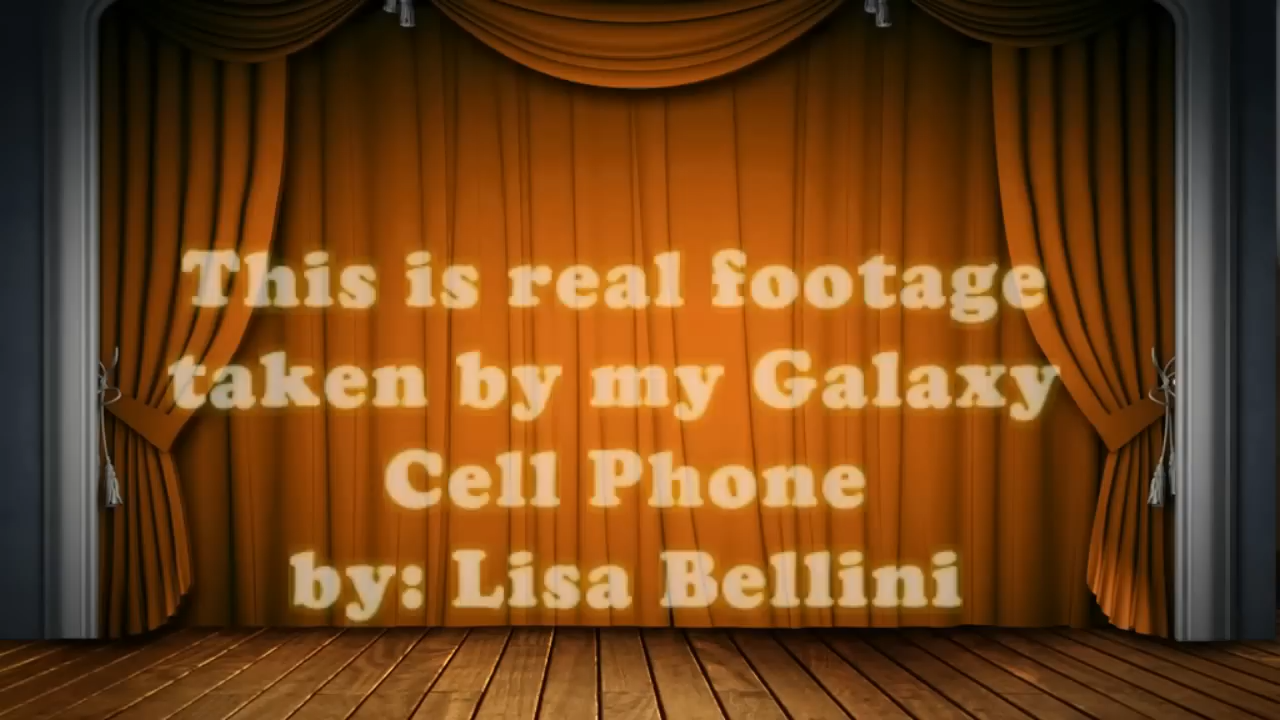 This is real footage
taken by my Galaxy
Cell Phone
by: Lisa Bellini